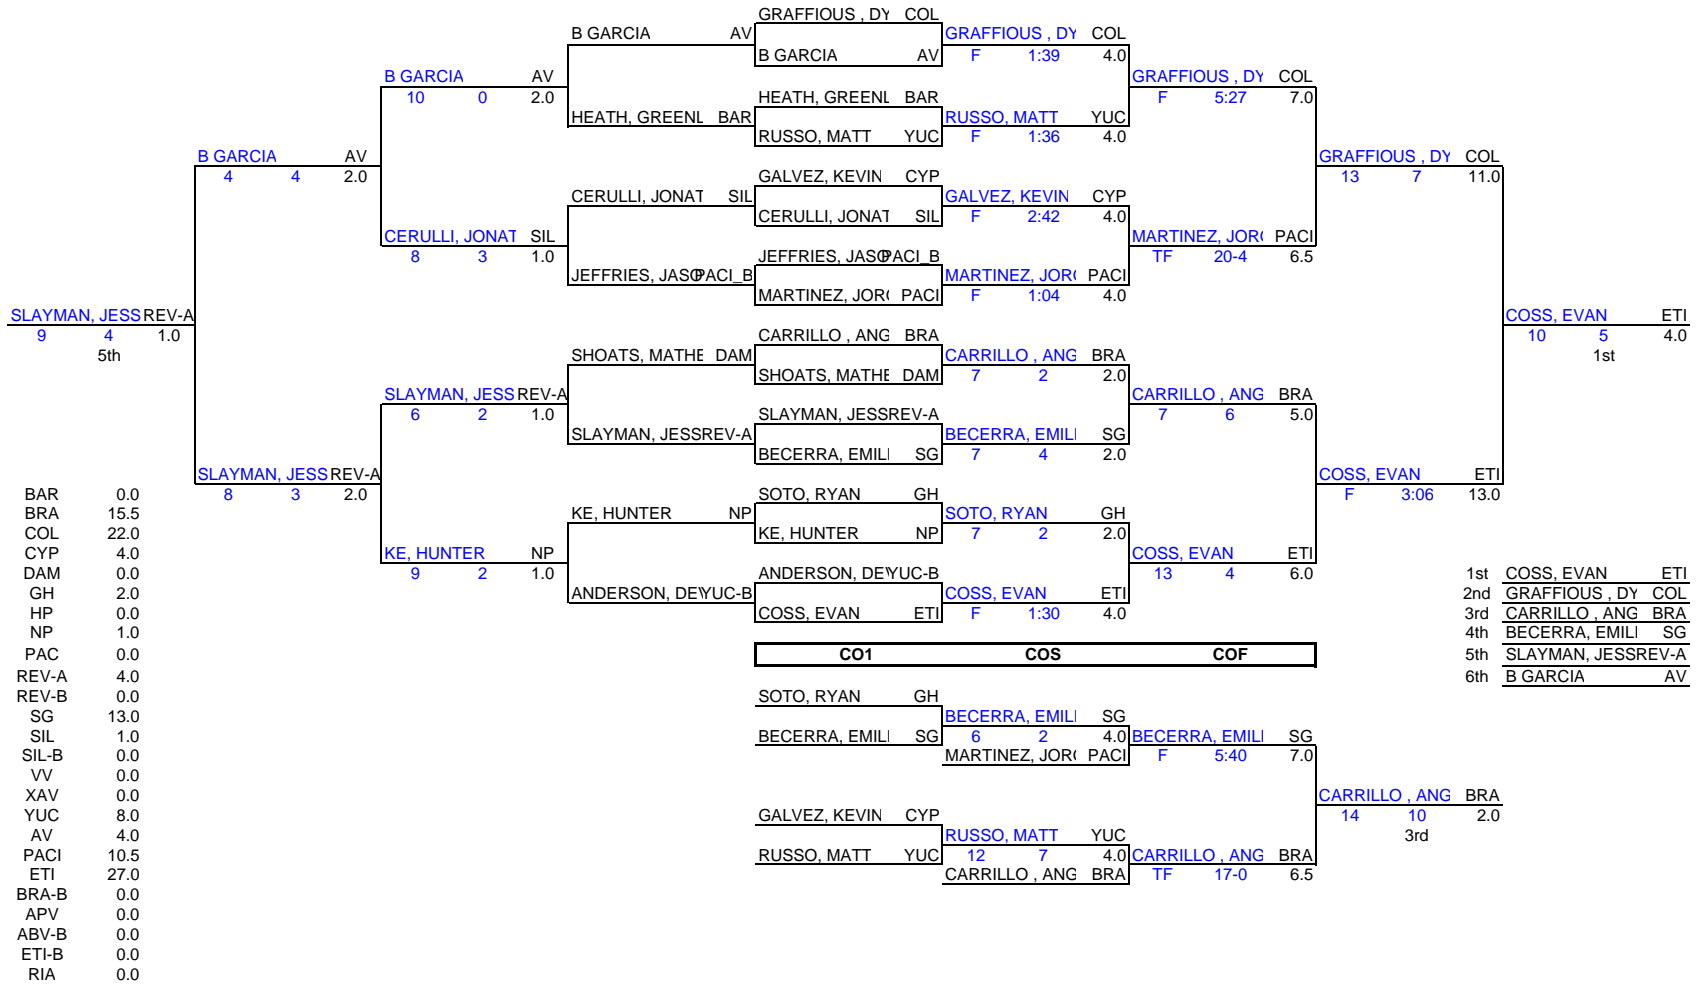 GRAFFIOUS , DY COL
B GARCIA AV GRAFFIOUS , DY COL
B GARCIA AV F 1:39 4.0
B GARCIA AV GRAFFIOUS , DY COL
10 0 2.0 HEATH, GREENL BAR F 5:27 7.0
HEATH, GREENL BAR RUSSO, MATT YUC
RUSSO, MATT YUC F 1:36 4.0
B GARCIA AV GRAFFIOUS , DY COL
4 4 2.0 GALVEZ, KEVIN CYP 13 7 11.0
CERULLI, JONAT SIL GALVEZ, KEVIN CYP
CERULLI, JONAT SIL F 2:42 4.0
CERULLI, JONAT SIL MARTINEZ, JOR PACI
8 3 1.0 JEFFRIES, JASO PACI_B TF 20-4 6.5
JEFFRIES, JASO PACI_B MARTINEZ, JOR PACI
MARTINEZ, JOR PACI F 1:04 4.0
SLAYMAN, JESS REV-A COSS, EVAN ETI
9 4 1.0 CARRILLO , ANG BRA 10 5 4.0
5th SHOATS, MATHE DAM CARRILLO , ANG BRA 1st
SHOATS, MATHE DAM 7 2 2.0
SLAYMAN, JESS REV-A CARRILLO , ANG BRA
6 2 1.0 SLAYMAN, JESS REV-A 7 6 5.0
SLAYMAN, JESS REV-A BECERRA, EMILI SG
BECERRA, EMILI SG 7 4 2.0
SLAYMAN, JESS REV-A COSS, EVAN ETI
BAR 0.0 8 3 2.0 SOTO, RYAN GH F 3:06 13.0
BRA 15.5 KE, HUNTER NP SOTO, RYAN GH
COL 22.0 KE, HUNTER NP 7 2 2.0
CYP 4.0 KE, HUNTER NP COSS, EVAN ETI
DAM 0.0 9 2 1.0 ANDERSON, DE YUC-B 13 4 6.0 1st COSS, EVAN ETI
GH 2.0 ANDERSON, DE YUC-B COSS, EVAN ETI 2nd GRAFFIOUS , DY COL
HP 0.0 COSS, EVAN ETI F 1:30 4.0 3rd CARRILLO , ANG BRA
NP 1.0 4th BECERRA, EMILI SG
PAC 0.0 CO1 COS COF 5th SLAYMAN, JESS REV-A
REV-A 4.0 6th B GARCIA AV
REV-B 0.0 SOTO, RYAN GH
SG 13.0 BECERRA, EMILI SG
SIL 1.0 BECERRA, EMILI SG 6 2 4.0 BECERRA, EMILI SG
SIL-B 0.0 MARTINEZ, JOR PACI F 5:40 7.0
VV 0.0
XAV 0.0 CARRILLO , ANG BRA
YUC 8.0 GALVEZ, KEVIN CYP 14 10 2.0
AV 4.0 RUSSO, MATT YUC 3rd
PACI 10.5 RUSSO, MATT YUC 12 7 4.0 CARRILLO , ANG BRA
ETI 27.0 CARRILLO , ANG BRA TF 17-0 6.5
BRA-B 0.0
APV 0.0
ABV-B 0.0
ETI-B 0.0
RIA 0.0